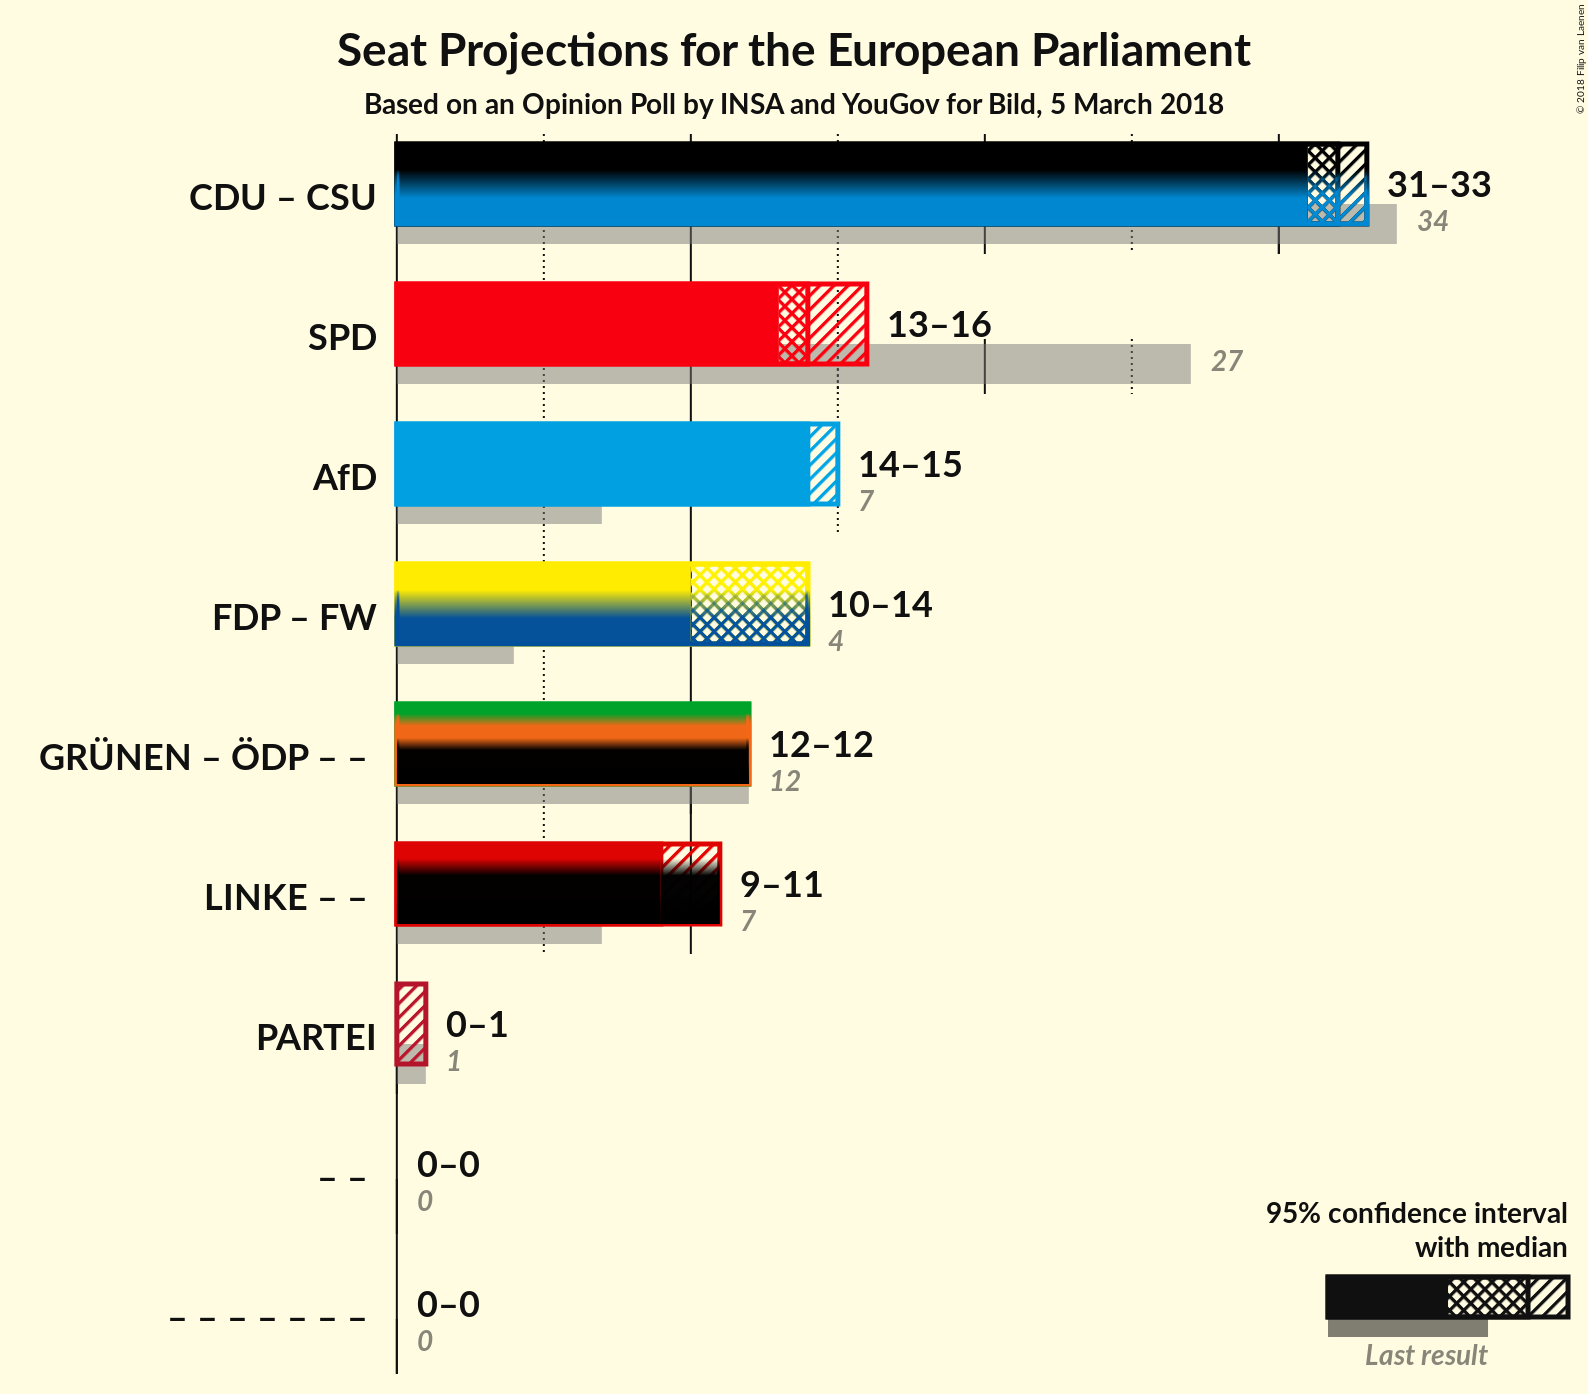 Seat Projections for the European Parliament
Based on an Opinion Poll by INSA and YouGov for Bild, 5 March 2018
© 2018 Filip van Laenen
CDU – CSU
31–33
34
SPD
13–16
27
AfD
14–15
7
FDP – FW
10–14
4
GRÜNEN – ÖDP – –
12–12
12
LINKE – –
9–11
7
PARTEI
0–1
1
– –
0–0
0
– – – – – – –
0–0
0
95% confidence interval
with median
Last result